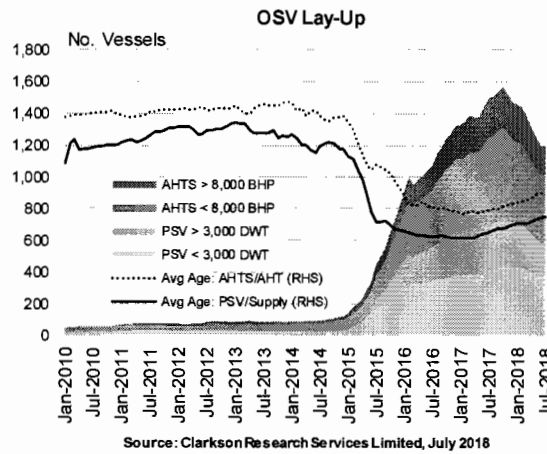 OSV Lay-Up
No. Vessels
1,800
1,600
1,400
1,200
1,000
800
600
400
200
0
AHTS > 8,000 BHP
AHTS < 8,000 BHP
PSV > 3,000 DWT
PSV < 3,000 DWT
Avg Age: AHTS/AHT (RHS)
Avg Age: PSV/Supply (RHS)
Jan-2010
Jul-2010
Jan-2011
Jul-2011
Jan-2012
Jul-2012
Jan-2013
Jul-2013
Jan-2014
Jul-2014
Jan-2015
Jul-2015
Jan-2016
Jul-2016
Jan-2017
Jul-2017
Jan-2018
Jul-2018
Source: Clarkson Research Services Limited, July 2018